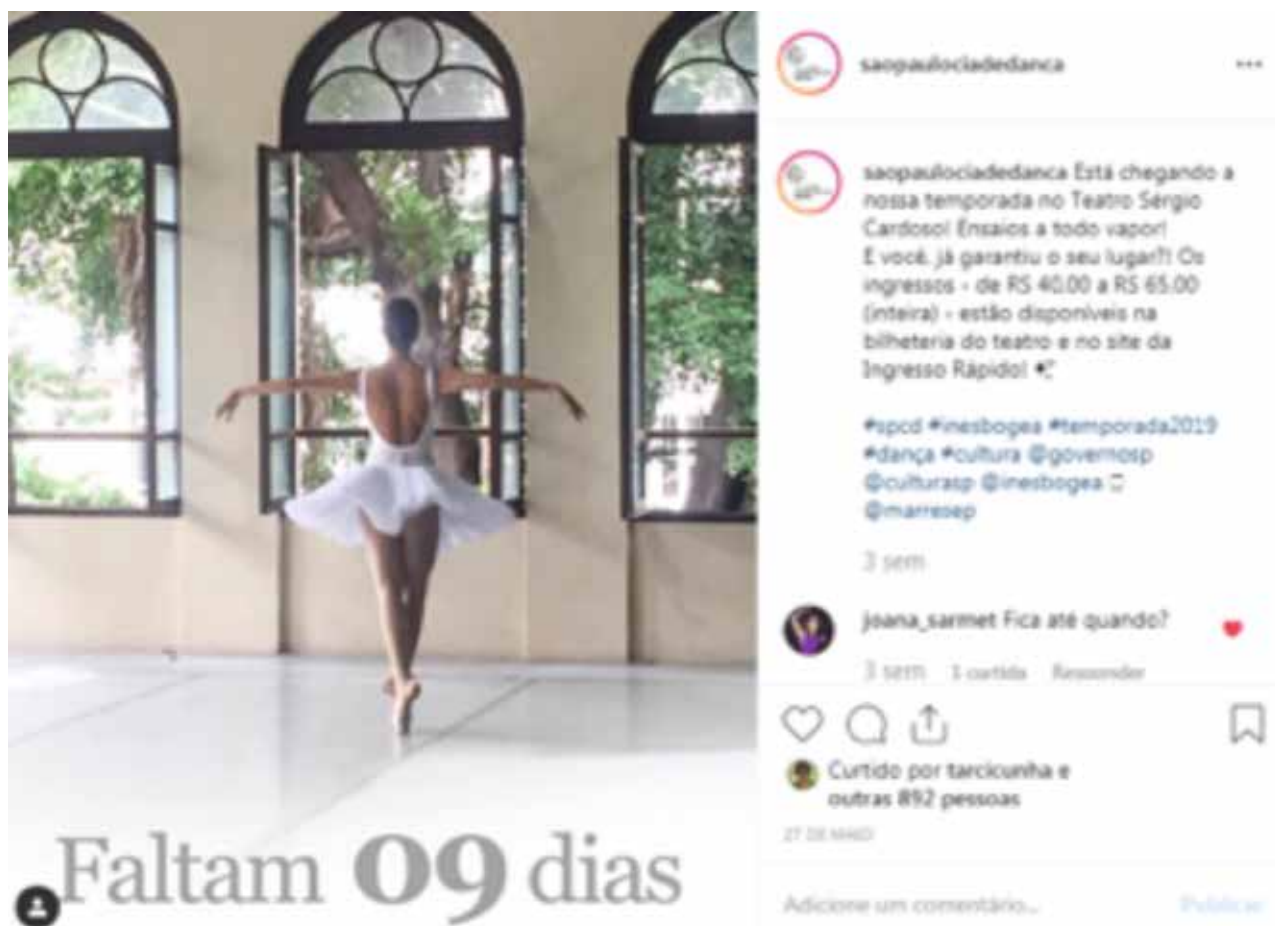 saopaulociadedanca
saopaulociadedanca Está chegando a
nossa temporada no Teatro Sérgio
Cardoso! Ensaios a todo vapor!
E você, já garantiu o seu lugar?! Os
ingressos - de R$ 40,00 a R$ 65,00
(inteira) - estão disponíveis na
bilheteria do teatro e no site da
Ingresso Rápido!
#spcd #inesbogea #temporada2019
#dança #cultura @governosp
@culturasp @inesbogea
@marresep
3 sem
joana_sarmet Fica até quando?
3 sem 1 curtida Responder
Curtido por tarcicunha e
outras 892 pessoas
27 DE MAIO
Adicione um comentário... Publicar
Faltam 09 dias